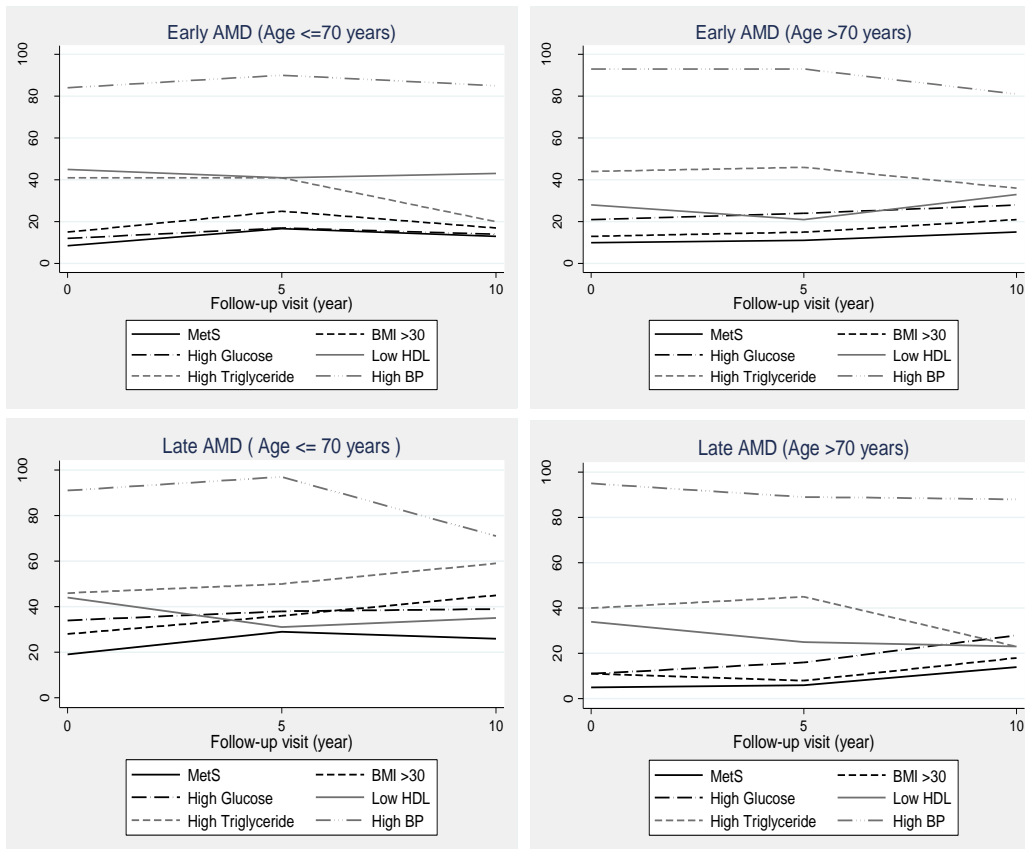 Early AMD (Age <=70 years)
100
80
60
40
20
0
0 5 10
Follow-up visit (year)
MetS BMI >30
High Glucose Low HDL
High Triglyceride High BP
Early AMD (Age >70 years)
100
80
60
40
20
0
0 5 10
Follow-up visit (year)
MetS BMI >30
High Glucose Low HDL
High Triglyceride High BP
Late AMD ( Age <= 70 years )
100
80
60
40
20
0
0 5 10
Follow-up visit (year)
MetS BMI >30
High Glucose Low HDL
High Triglyceride High BP
Late AMD (Age >70 years)
100
80
60
40
20
0
0 5 10
Follow-up visit (year)
MetS BMI >30
High Glucose Low HDL
High Triglyceride High BP